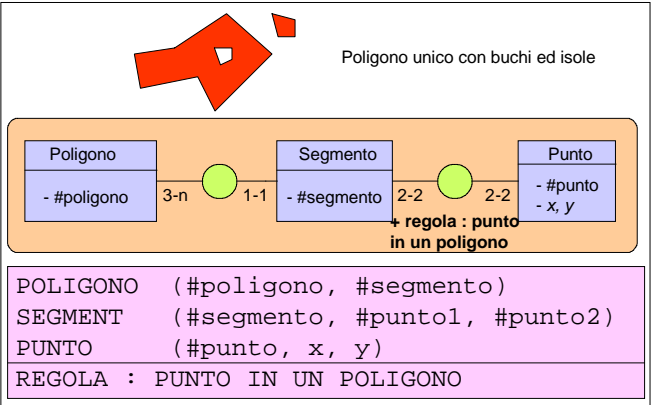 Poligono unico con buchi ed isole
Poligono
- #poligono
3-n
1-1
Segmento
- #segmento
2-2
2-2
+ regola : punto
in un poligono
Punto
- #punto
- x, y
POLIGONO (#poligono, #segmento)
SEGMENT (#segmento, #punto1, #punto2)
PUNTO (#punto, x, y)
REGOLA : PUNTO IN UN POLIGONO